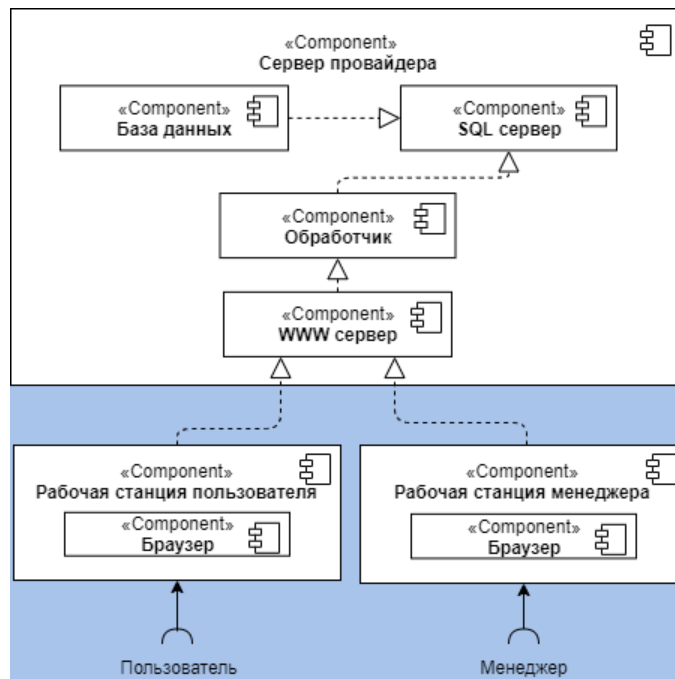 «Component»
Сервер провайдера
«Component»
База данных
«Component»
SQL сервер
«Component»
Обработчик
«Component»
WWW сервер
«Component»
Рабочая станция пользователя
«Component»
Браузер
«Component»
Рабочая станция менеджера
«Component»
Браузер
Пользователь
Менеджер